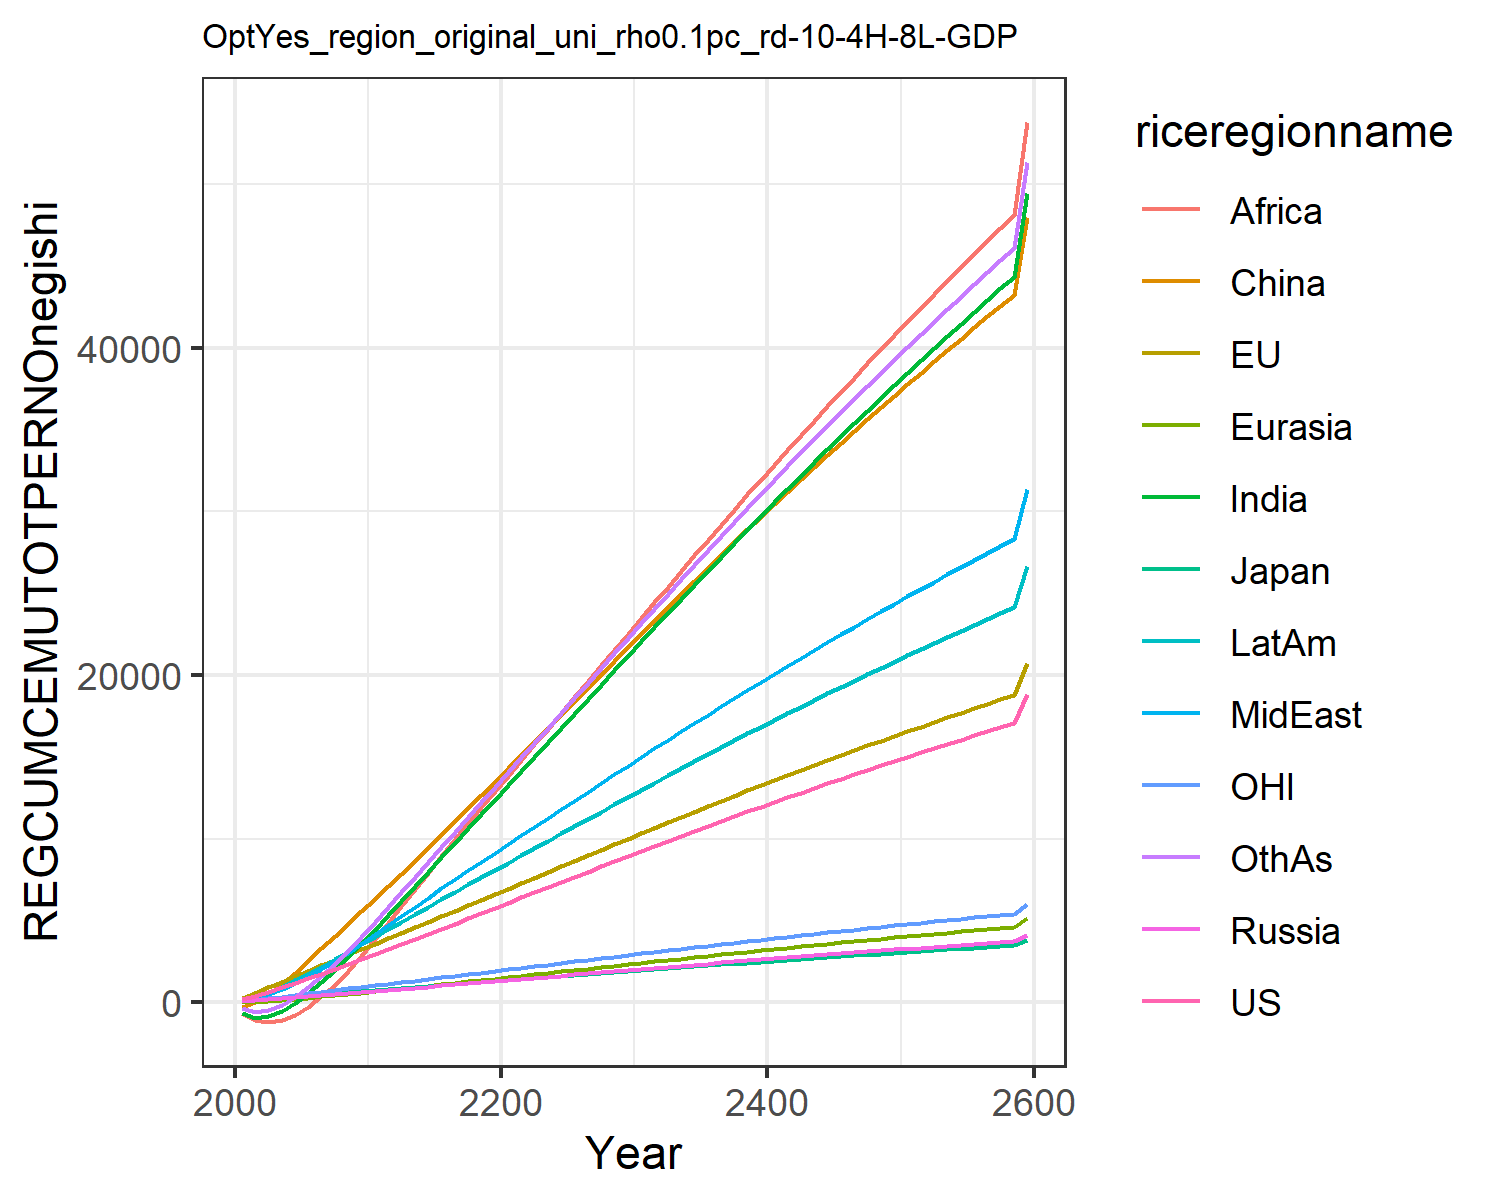 OptYes_region_original_uni_rho0.1pc_rd-10-4H-8L-GDP
REGCUMCEMUTOTPERNOnegishi
40000
20000
0
2000
2200
2400
2600
Year
riceregionname
Africa
China
EU
Eurasia
India
Japan
LatAm
MidEast
OHI
OthAs
Russia
US